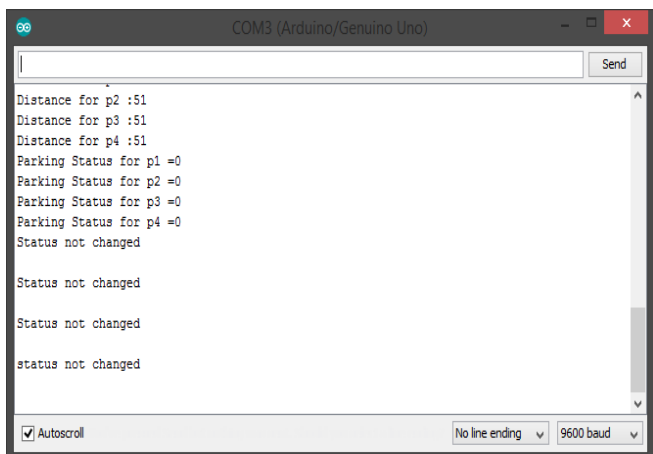 COM3 (Arduino/Genuino Uno)
Send
Distance for p2 :51
Distance for p3 :51
Distance for p4 :51
Parking Status for p1 =0
Parking Status for p2 =0
Parking Status for p3 =0
Parking Status for p4 =0
Status not changed
Status not changed
Status not changed
status not changed
Autoscroll
No line ending
9600 baud